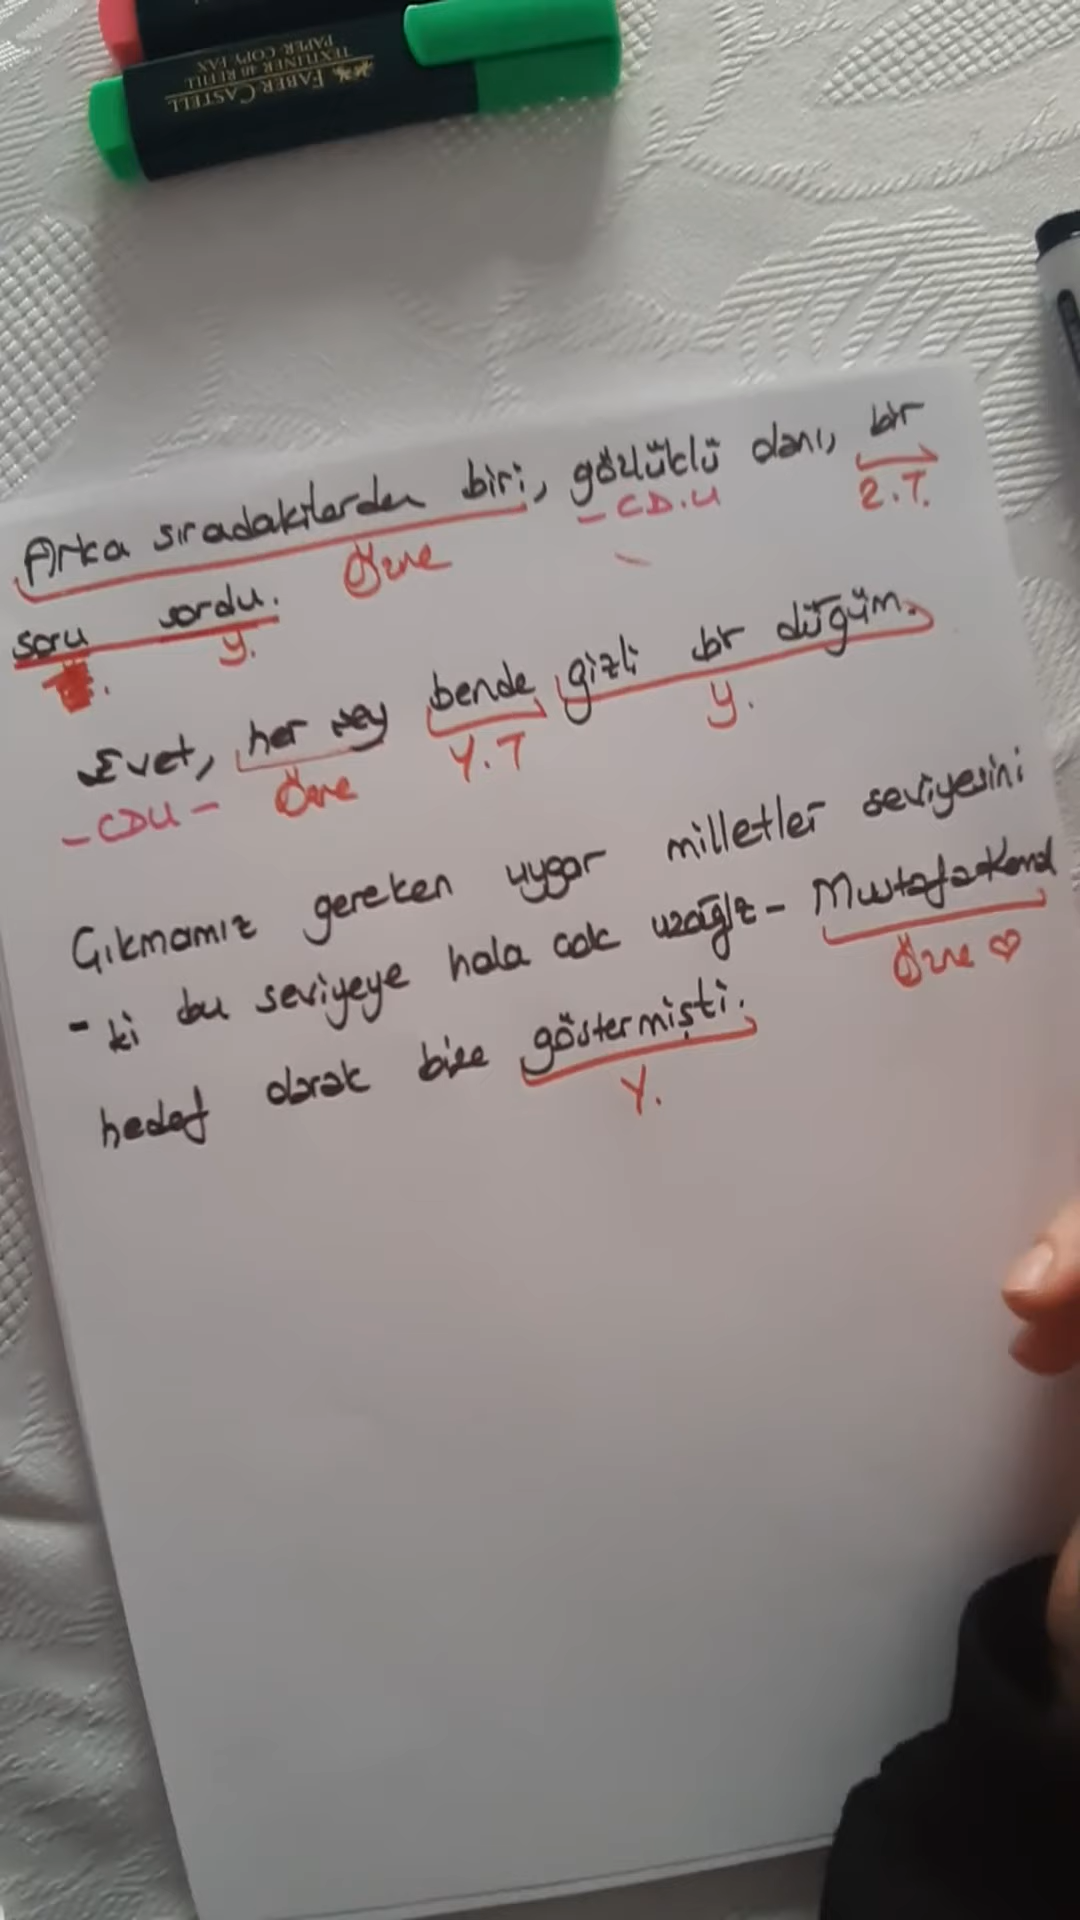 FABER CASTELL
TEXTLINER 48 REFILL
PAPER COPY FAX
Arka sıradakilerden biri, gözlüklü olanı, bir
- CD.U
2.T.
Özne
soru sordu.
y.
Evet, her şey bende gizli bir düğüm.
- CDU - Özne Y.T y.
Çıkmamız gereken uygar milletler seviyesini
- ki bu seviyeye hala çok uzağız - Mustafa Kemal
Özne ♡
hedef olarak bize göstermişti.
Y.